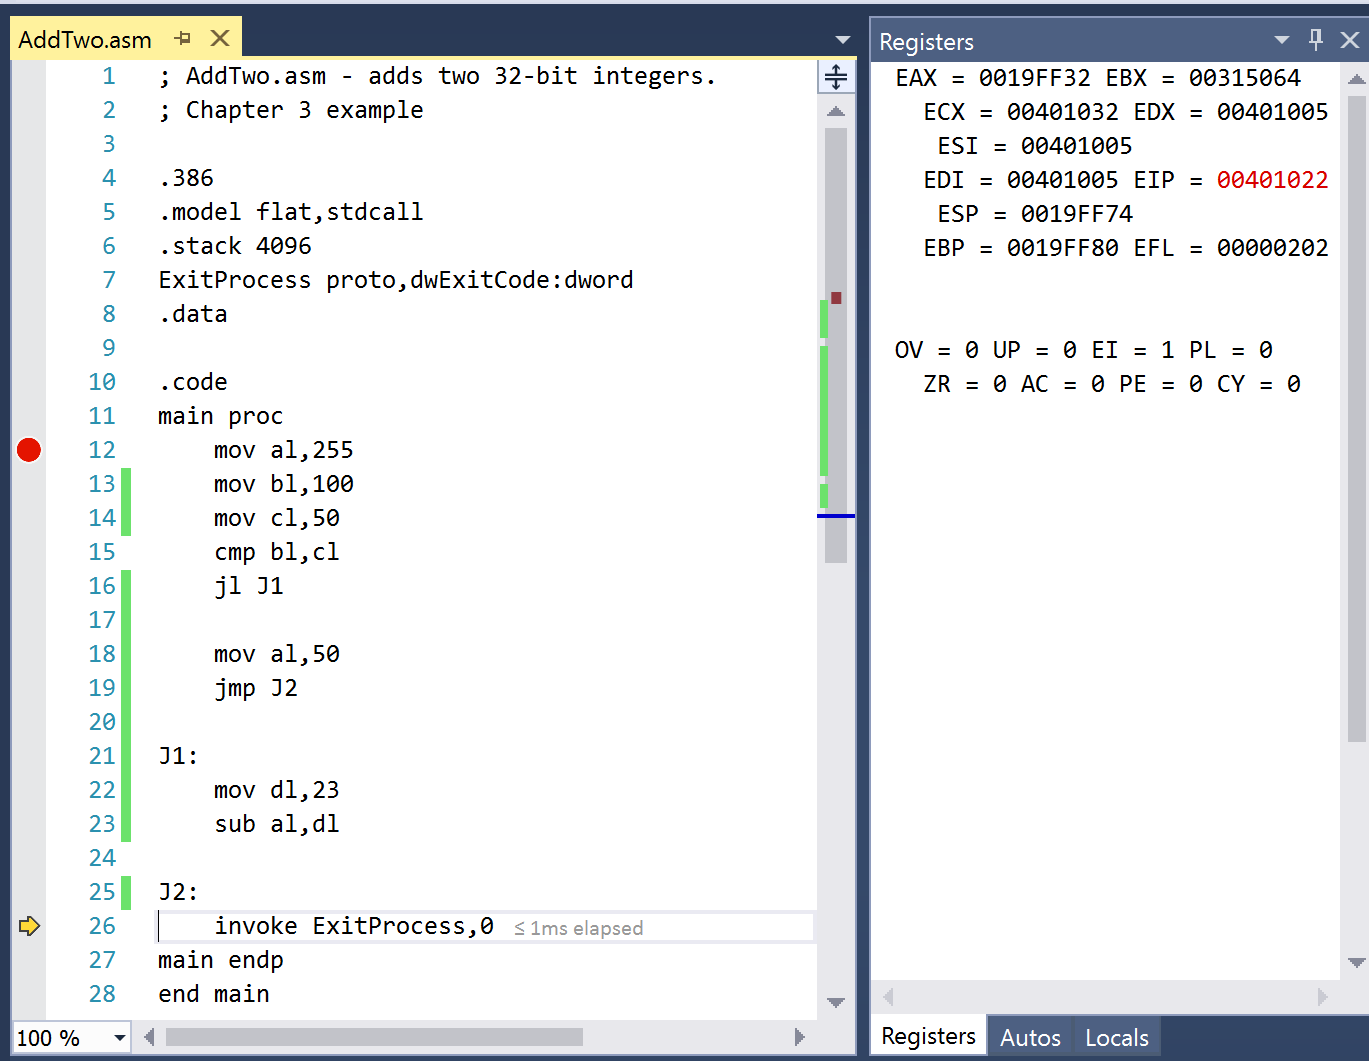 AddTwo.asm
1 ; AddTwo.asm - adds two 32-bit integers.
2 ; Chapter 3 example
3
4 .386
5 .model flat,stdcall
6 .stack 4096
7 ExitProcess proto,dwExitCode:dword
8 .data
9
10 .code
11 main proc
12 mov al,255
13 mov bl,100
14 mov cl,50
15 cmp bl,cl
16 jl J1
17
18 mov al,50
19 jmp J2
20
21 J1:
22 mov dl,23
23 sub al,dl
24
25 J2:
26 invoke ExitProcess,0 ≤ 1ms elapsed
27 main endp
28 end main
100 %
Registers
EAX = 0019FF32 EBX = 00315064
ECX = 00401032 EDX = 00401005
ESI = 00401005
EDI = 00401005 EIP = 00401022
ESP = 0019FF74
EBP = 0019FF80 EFL = 00000202
OV = 0 UP = 0 EI = 1 PL = 0
ZR = 0 AC = 0 PE = 0 CY = 0
Registers Autos Locals